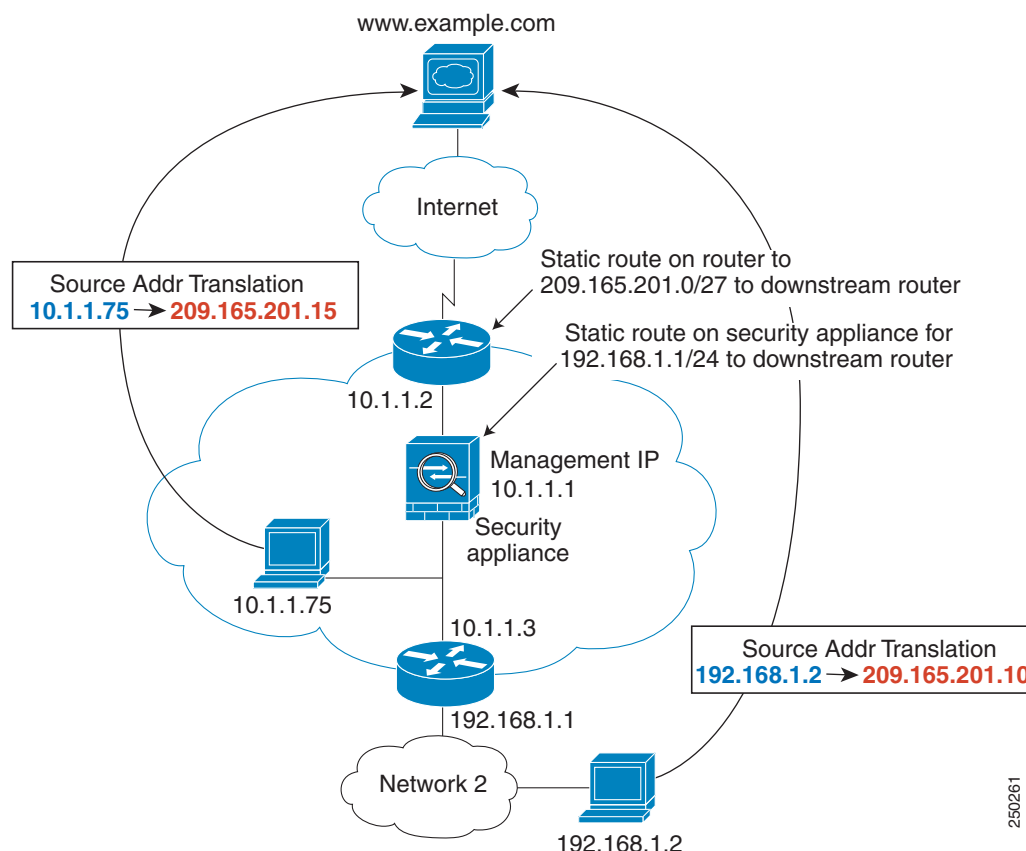 www.example.com
Internet
Static route on router to
209.165.201.0/27 to downstream router
Source Addr Translation
10.1.1.75 → 209.165.201.15
Static route on security appliance for
192.168.1.1/24 to downstream router
10.1.1.2
Management IP
10.1.1.1
Security
appliance
10.1.1.75
10.1.1.3
Source Addr Translation
192.168.1.2 → 209.165.201.10
192.168.1.1
Network 2
192.168.1.2
250261